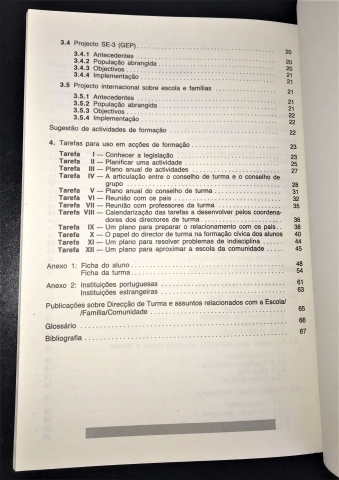 3.4 Projecto SE-3 (GEP) 20
3.4.1 Antecedentes 20
3.4.2 População abrangida 20
3.4.3 Objectivos 21
3.4.4 Implementação 21
3.5 Projecto internacional sobre escola e famílias 21
3.5.1 Antecedentes 21
3.5.2 População abrangida 21
3.5.3 Objectivos 22
3.5.4 Implementação 22
Sugestão de actividades de formação 22
4. Tarefas para uso em acções de formação 23
Tarefa I — Conhecer a legislação 23
Tarefa II — Planificar uma actividade 25
Tarefa III — Plano anual de actividades 27
Tarefa IV — A articulação entre o conselho de turma e o conselho de
grupo 28
Tarefa V — Plano anual do conselho de turma 31
Tarefa VI — Reunião com os pais 32
Tarefa VII — Reunião com professores da turma 35
Tarefa VIII — Calendarização das tarefas a desenvolver pelos coordena-
dores dos directores de turma 36
Tarefa IX — Um plano para preparar o relacionamento com os pais 38
Tarefa X — O papel do director de turma na formação cívica dos alunos 40
Tarefa XI — Um plano para resolver problemas de indisciplina 44
Tarefa XII — Um plano para aproximar a escola da comunidade 45
Anexo 1: Ficha do aluno 48
Ficha da turma 54
Anexo 2: Instituições portuguesas 61
Instituições estrangeiras 63
Publicações sobre Direcção de Turma e assuntos relacionados com a Escola/
/Família/Comunidade 65
Glossário 66
Bibliografia 67